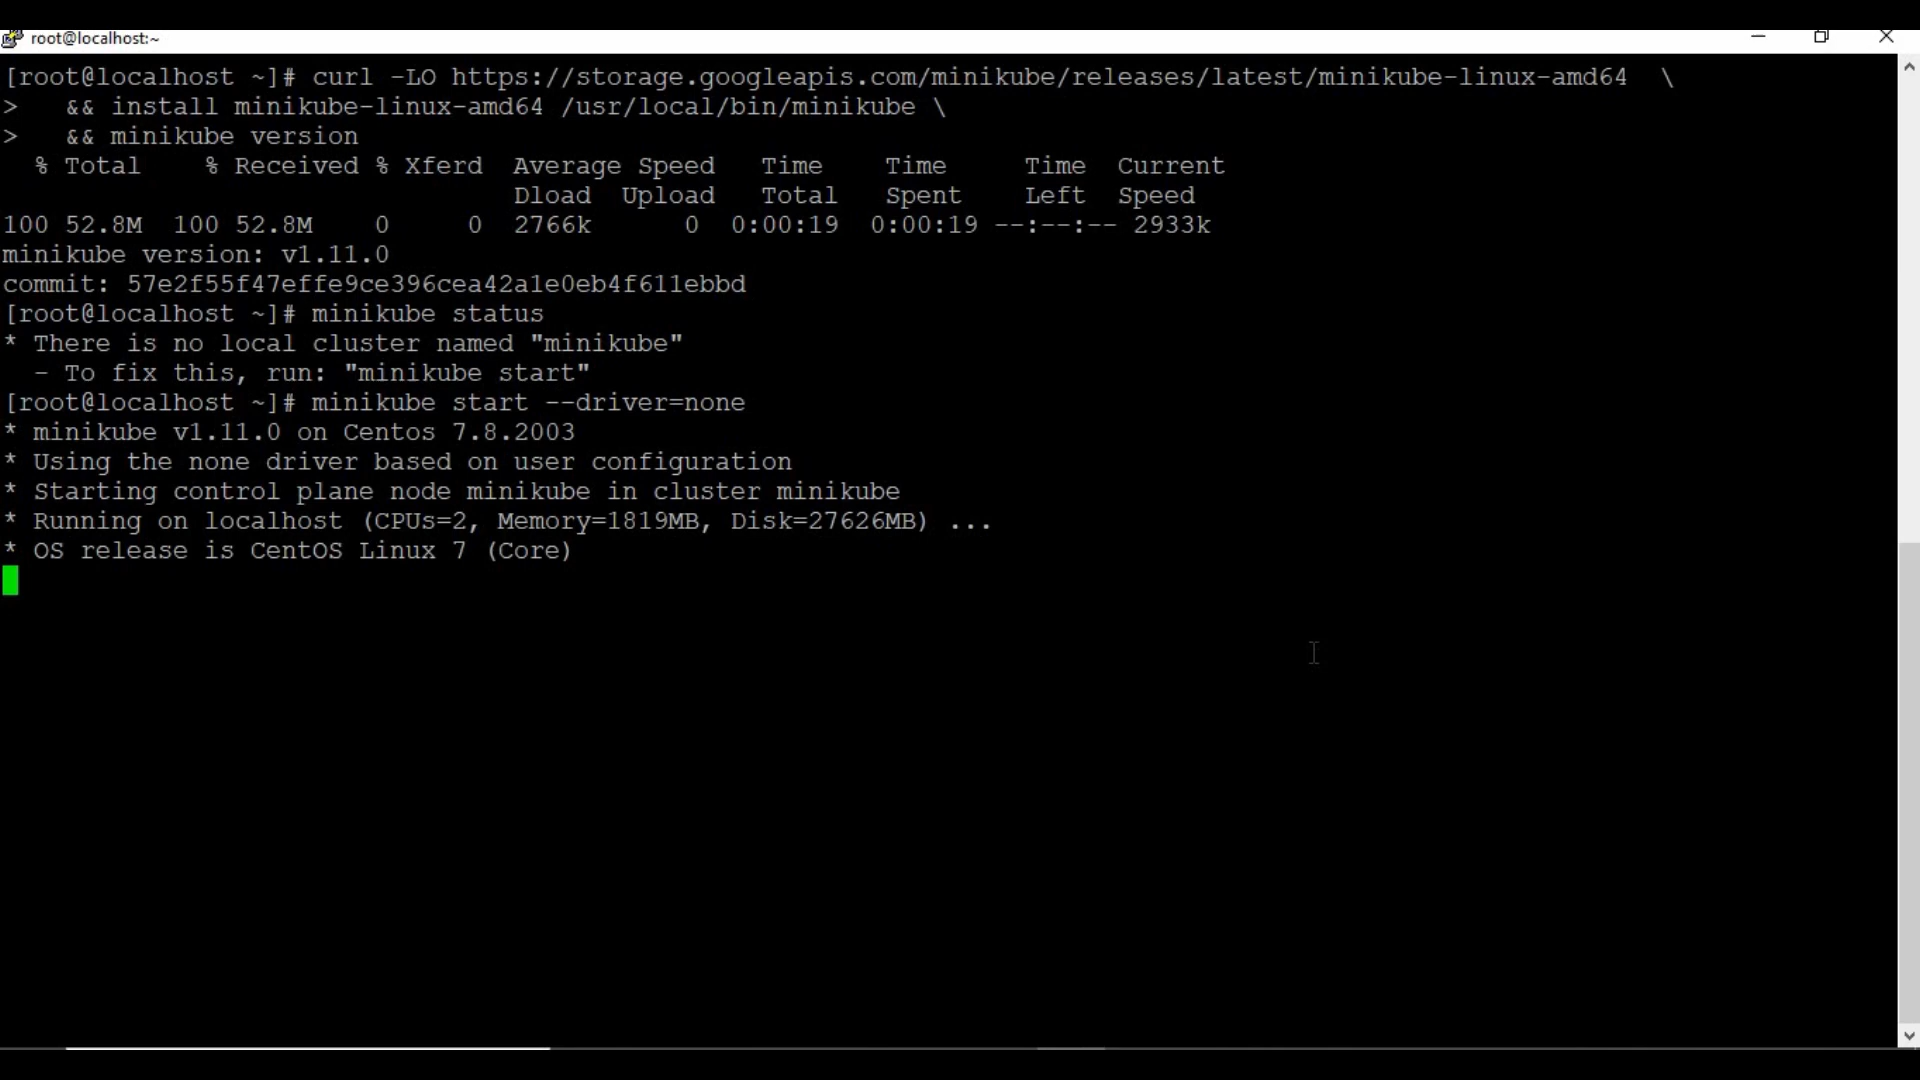 root@localhost:~
[root@localhost ~]# curl -LO https://storage.googleapis.com/minikube/releases/latest/minikube-linux-amd64  \
>   && install minikube-linux-amd64 /usr/local/bin/minikube \
>   && minikube version
  % Total    % Received % Xferd  Average Speed   Time    Time     Time  Current
                                 Dload  Upload   Total   Spent    Left  Speed
100 52.8M  100 52.8M    0     0  2766k      0  0:00:19  0:00:19 --:--:-- 2933k
minikube version: v1.11.0
commit: 57e2f55f47effe9ce396cea42a1e0eb4f611ebbd
[root@localhost ~]# minikube status
* There is no local cluster named "minikube"
  - To fix this, run: "minikube start"
[root@localhost ~]# minikube start --driver=none
* minikube v1.11.0 on Centos 7.8.2003
* Using the none driver based on user configuration
* Starting control plane node minikube in cluster minikube
* Running on localhost (CPUs=2, Memory=1819MB, Disk=27626MB) ...
* OS release is CentOS Linux 7 (Core)